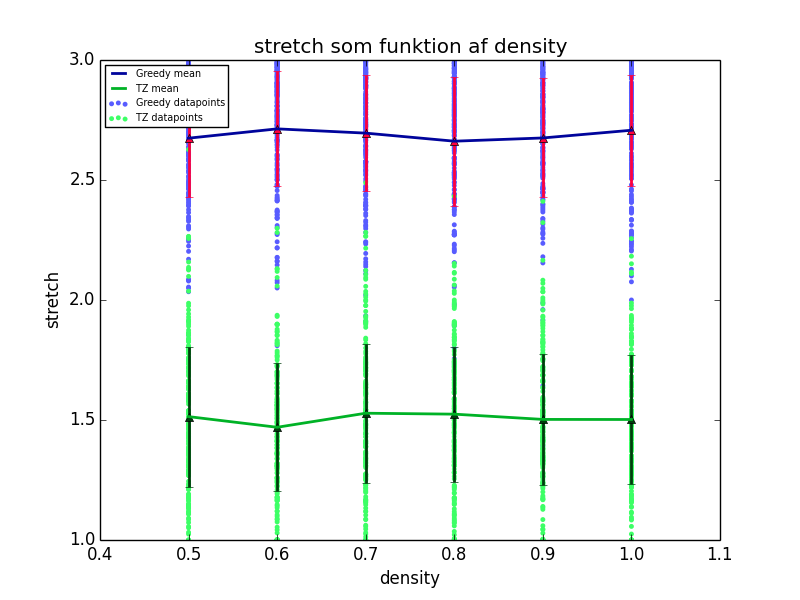 stretch som funktion af density
3.0
Greedy mean
TZ mean
Greedy datapoints
TZ datapoints
2.5
2.0
stretch
1.5
1.0
0.4 0.5 0.6 0.7 0.8 0.9 1.0 1.1
density